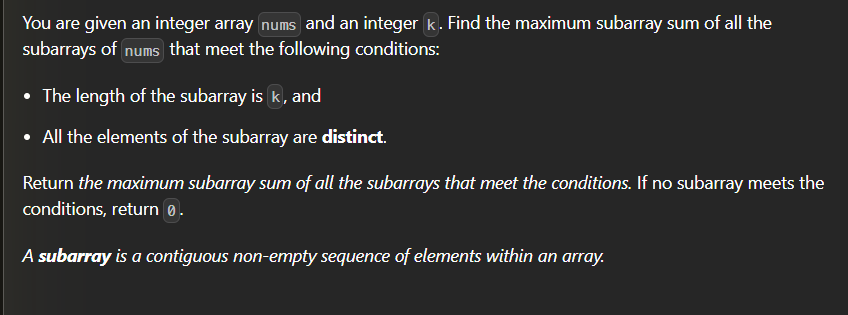 You are given an integer array nums and an integer k. Find the maximum subarray sum of all the
subarrays of nums that meet the following conditions:
• The length of the subarray is k, and
• All the elements of the subarray are distinct.
Return the maximum subarray sum of all the subarrays that meet the conditions. If no subarray meets the
conditions, return 0.
A subarray is a contiguous non-empty sequence of elements within an array.